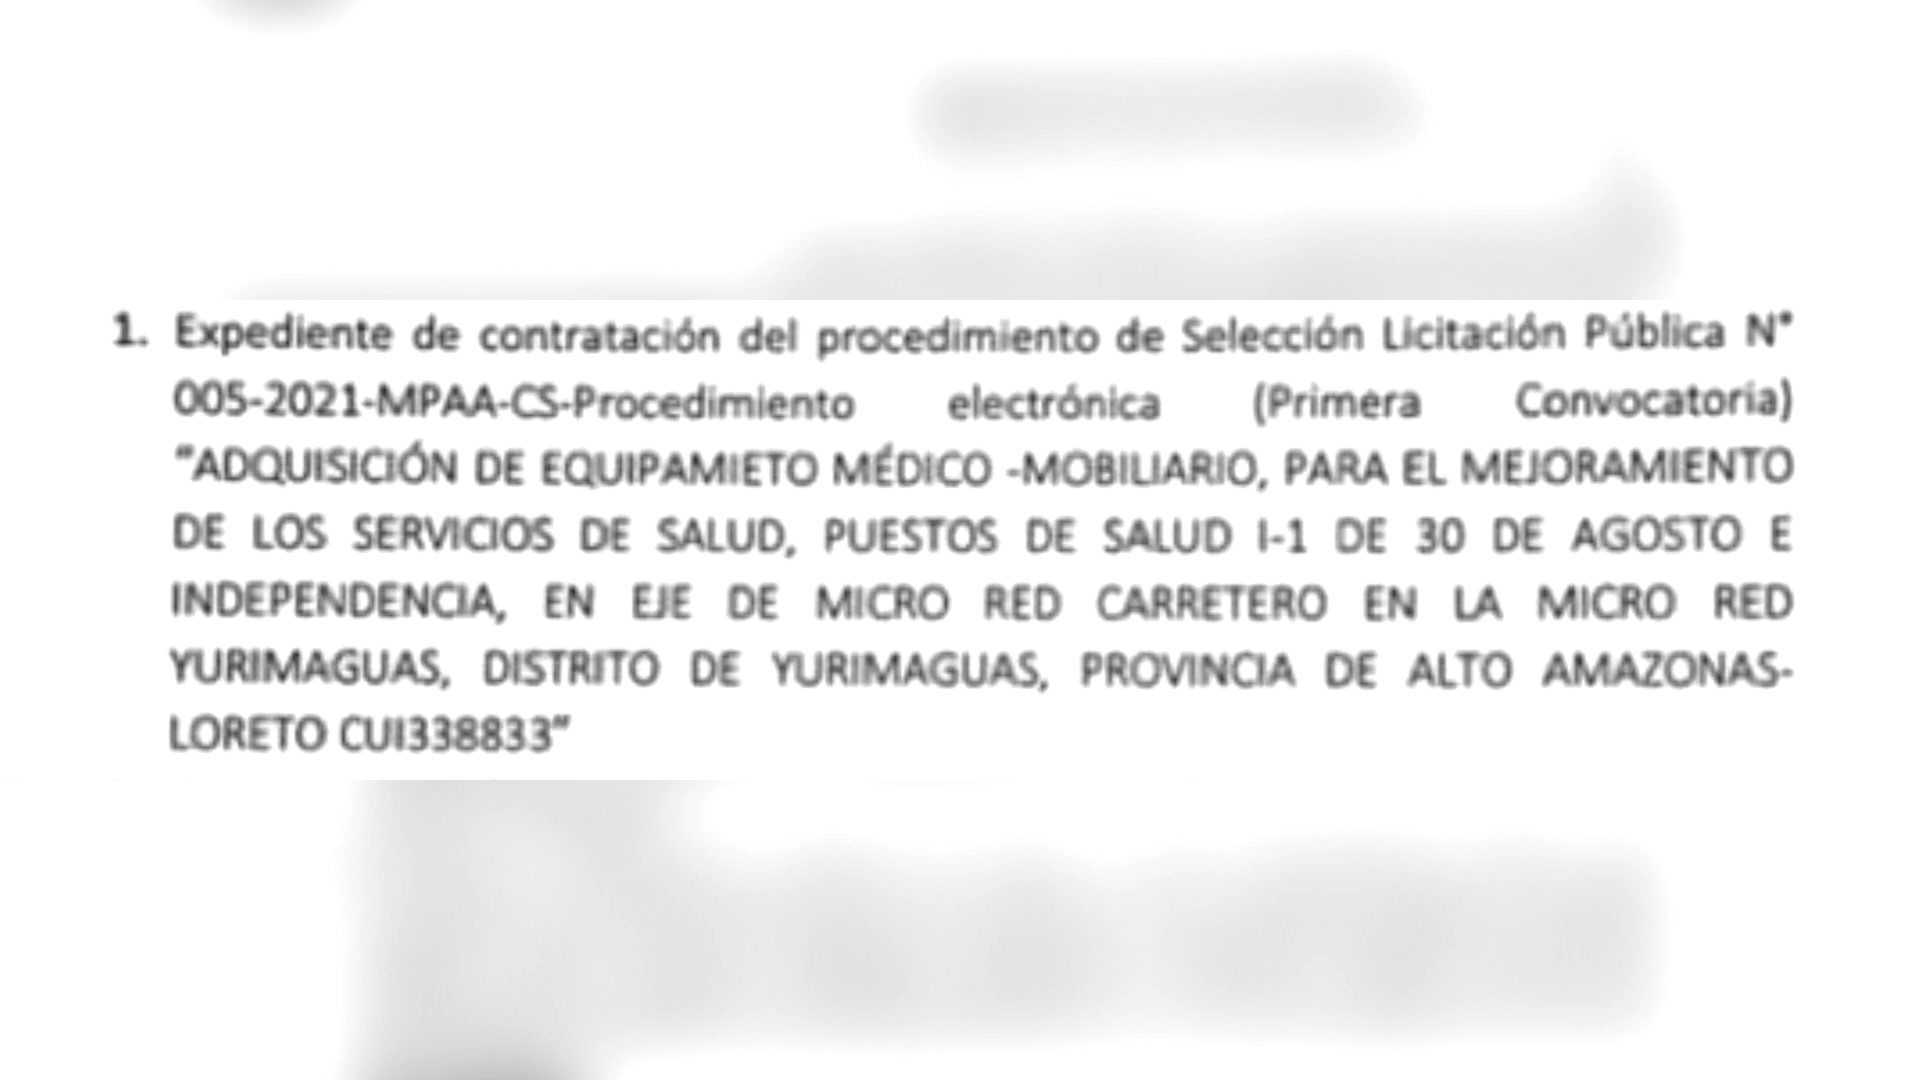 1. Expediente de contratación del procedimiento de Selección Licitación Pública N°
005-2021-MPAA-CS-Procedimiento electrónica (Primera Convocatoria)
"ADQUISICIÓN DE EQUIPAMIETO MÉDICO -MOBILIARIO, PARA EL MEJORAMIENTO
DE LOS SERVICIOS DE SALUD, PUESTOS DE SALUD I-1 DE 30 DE AGOSTO E
INDEPENDENCIA, EN EJE DE MICRO RED CARRETERO EN LA MICRO RED
YURIMAGUAS, DISTRITO DE YURIMAGUAS, PROVINCIA DE ALTO AMAZONAS-
LORETO CUI338833"